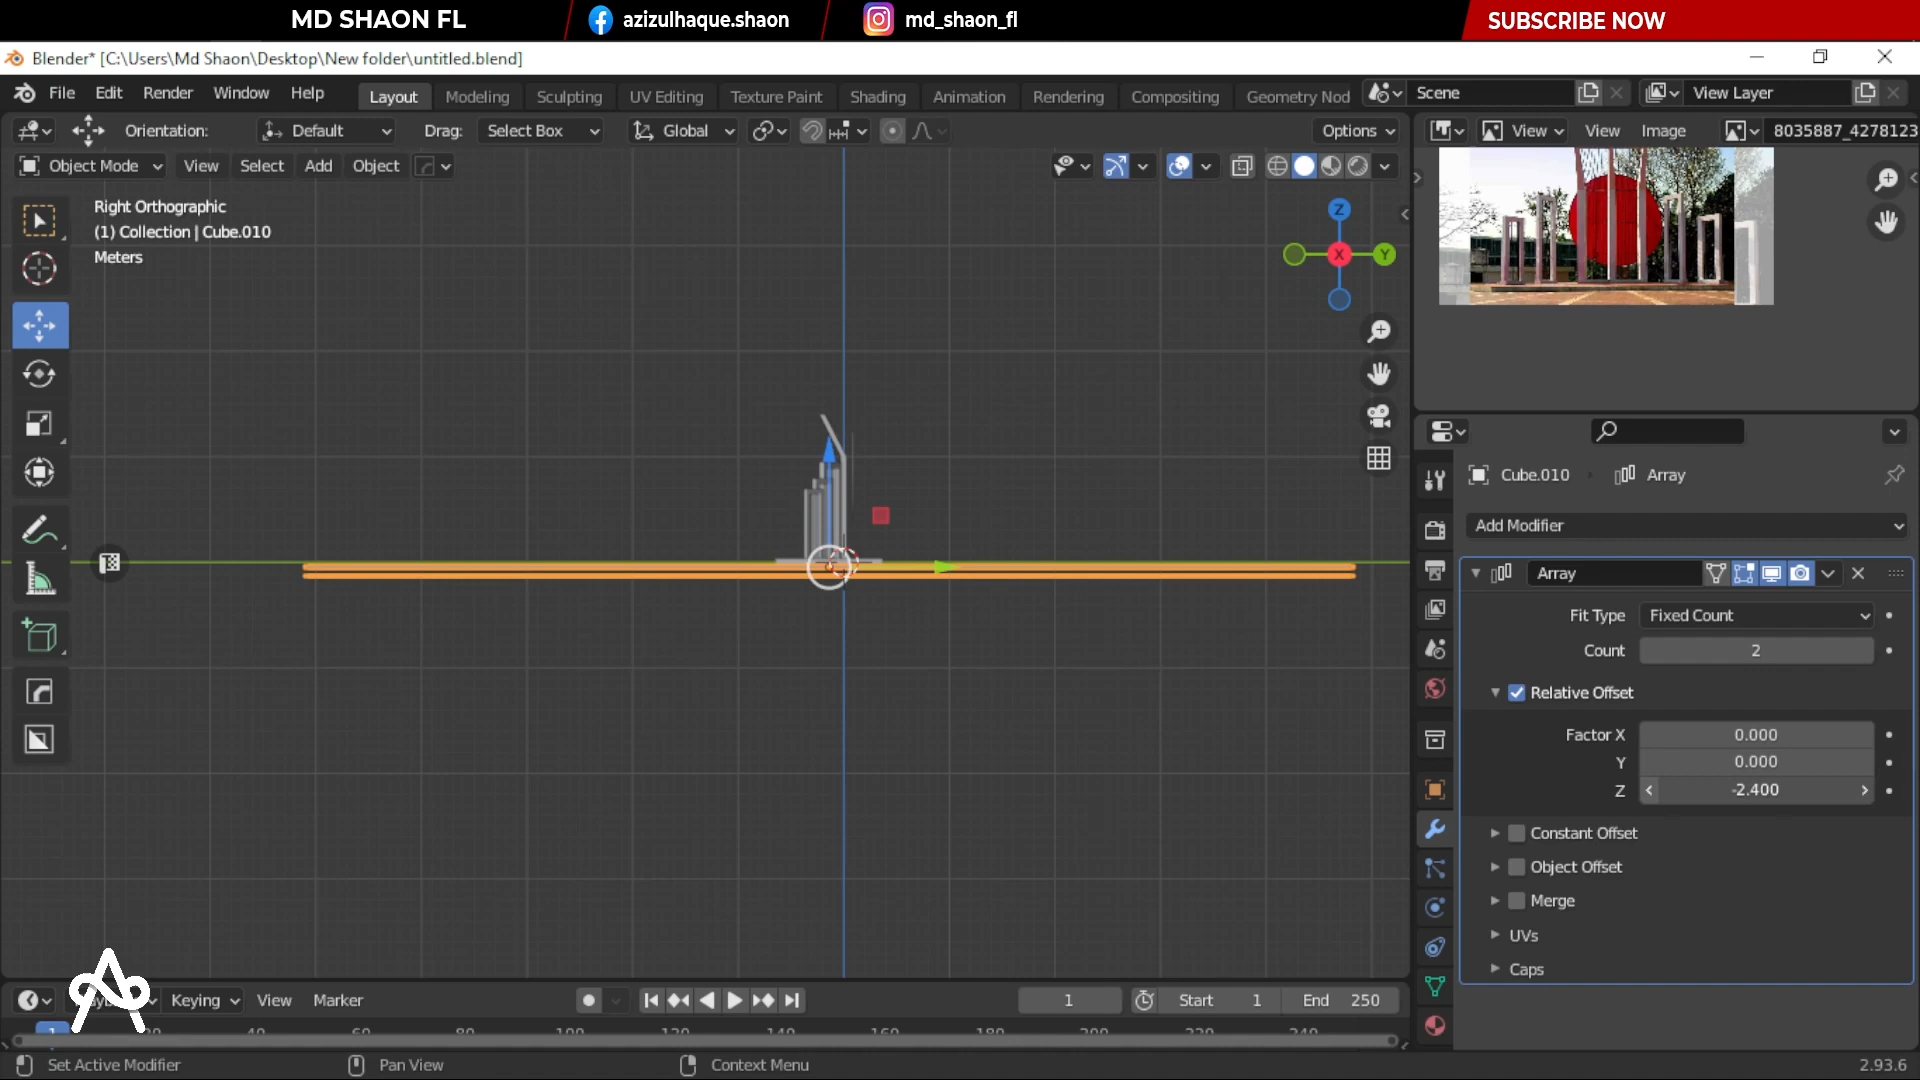 MD SHAON FL
azizulhaque.shaon
md_shaon_fl
SUBSCRIBE NOW
Blender* [C:\Users\Md Shaon\Desktop\New folder\untitled.blend]
File Edit Render Window Help
Layout Modeling Sculpting UV Editing Texture Paint Shading Animation Rendering Compositing Geometry Nod
Scene
View Layer
Orientation: Default Drag: Select Box Global Options
View View Image 8035887_4278123
Object Mode View Select Add Object
Right Orthographic
(1) Collection | Cube.010
Meters
Z
X
Y
Cube.010 Array
Add Modifier
Array
Fit Type Fixed Count
Count 2
Relative Offset
Factor X 0.000
Y 0.000
Z -2.400
Constant Offset
Object Offset
Merge
UVs
Caps
Keying View Marker
1 Start 1 End 250
Set Active Modifier
Pan View
Context Menu
2.93.6